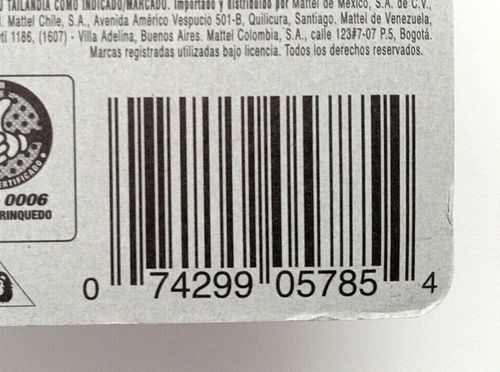 TAILANDIA COMO INDICADO/MARCADO. Importado y distribuido por Mattel de México, S.A. de C.V.,
Mattel Chile, S.A., Avenida Américo Vespucio 501-B, Quilicura, Santiago. Mattel de Venezuela,
1186, (1607) - Villa Adelina, Buenos Aires. Mattel Colombia, S.A., calle 123#7-07 P.5, Bogotá.
Marcas registradas utilizadas bajo licencia. Todos los derechos reservados.
0006
RINQUEDO
0 74299 05785 4